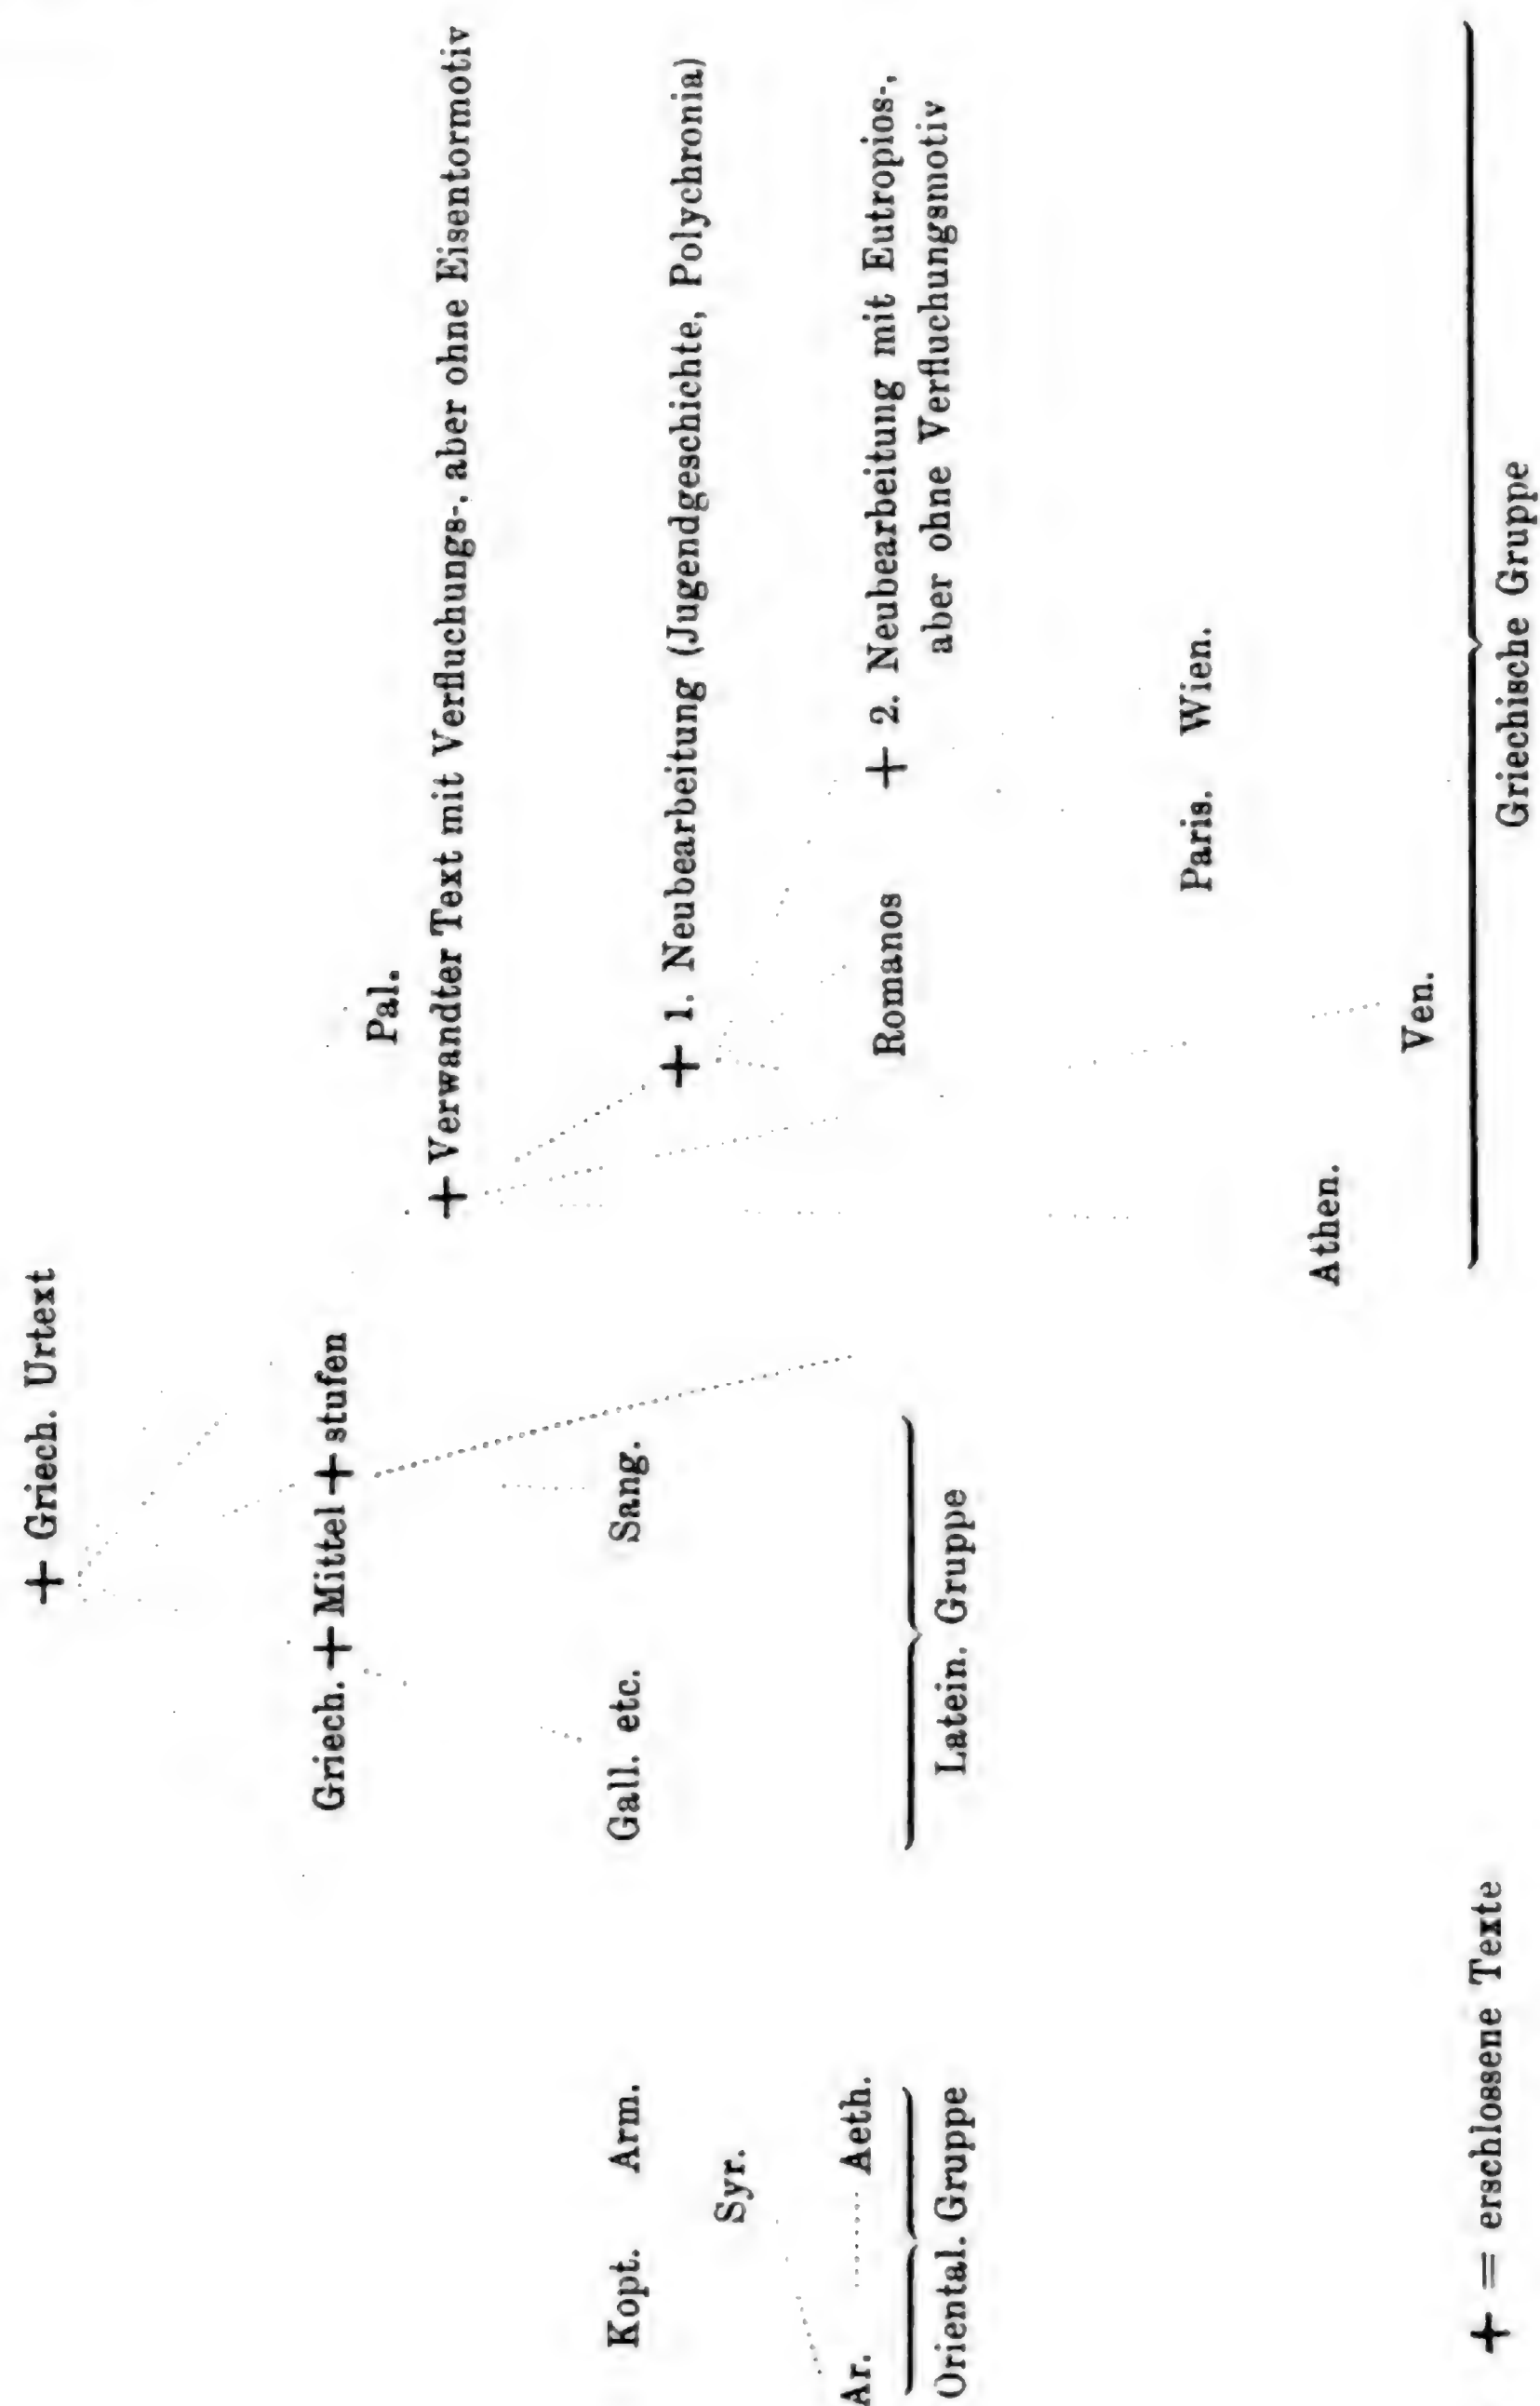 + Griech. Urtext
Griech. + Mittel + stufen
Pal.
+ Verwandter Text mit Verfluchungs-, aber ohne Eisentormotiv
Kopt. Arm. Gall. etc. Sang.
+ 1. Neubearbeitung (Jugendgeschichte, Polychronia)
Syr.
Ar. Aeth.
Romanos
+ 2. Neubearbeitung mit Eutropios-,
aber ohne Verfluchungsmotiv
Oriental. Gruppe
Latein. Gruppe
Paris. Wien.
Athen.
Ven.
+ = erschlossene Texte
Griechische Gruppe